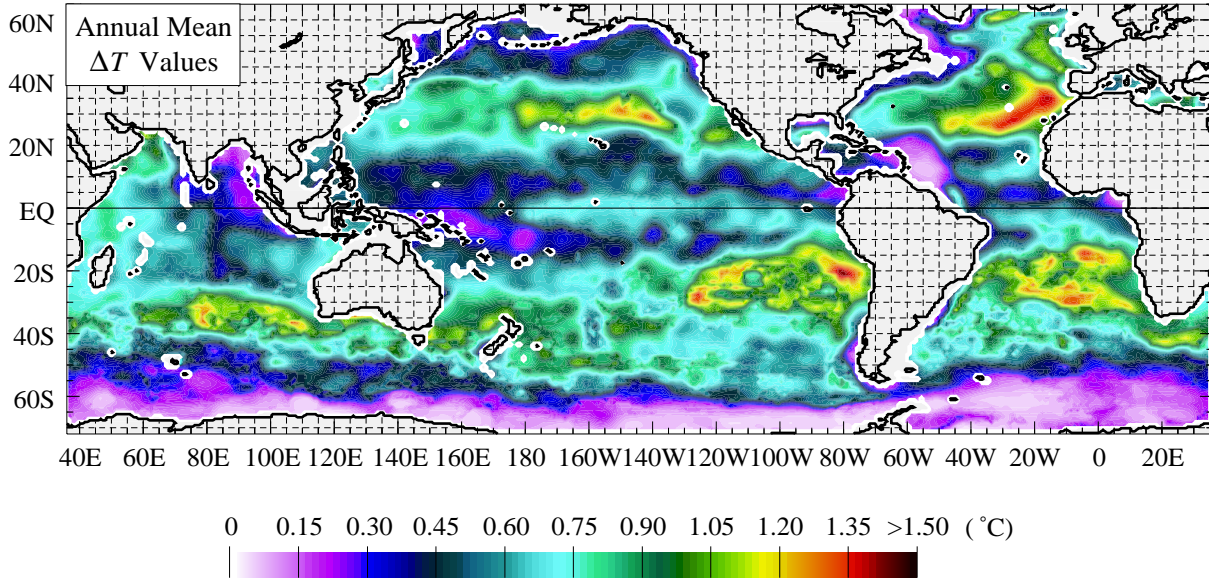 Annual Mean
ΔT Values
60N
40N
20N
EQ
20S
40S
60S
40E 60E 80E 100E 120E 140E 160E 180 160W 140W 120W 100W 80W 60W 40W 20W 0 20E
0 0.15 0.30 0.45 0.60 0.75 0.90 1.05 1.20 1.35 >1.50 (°C)